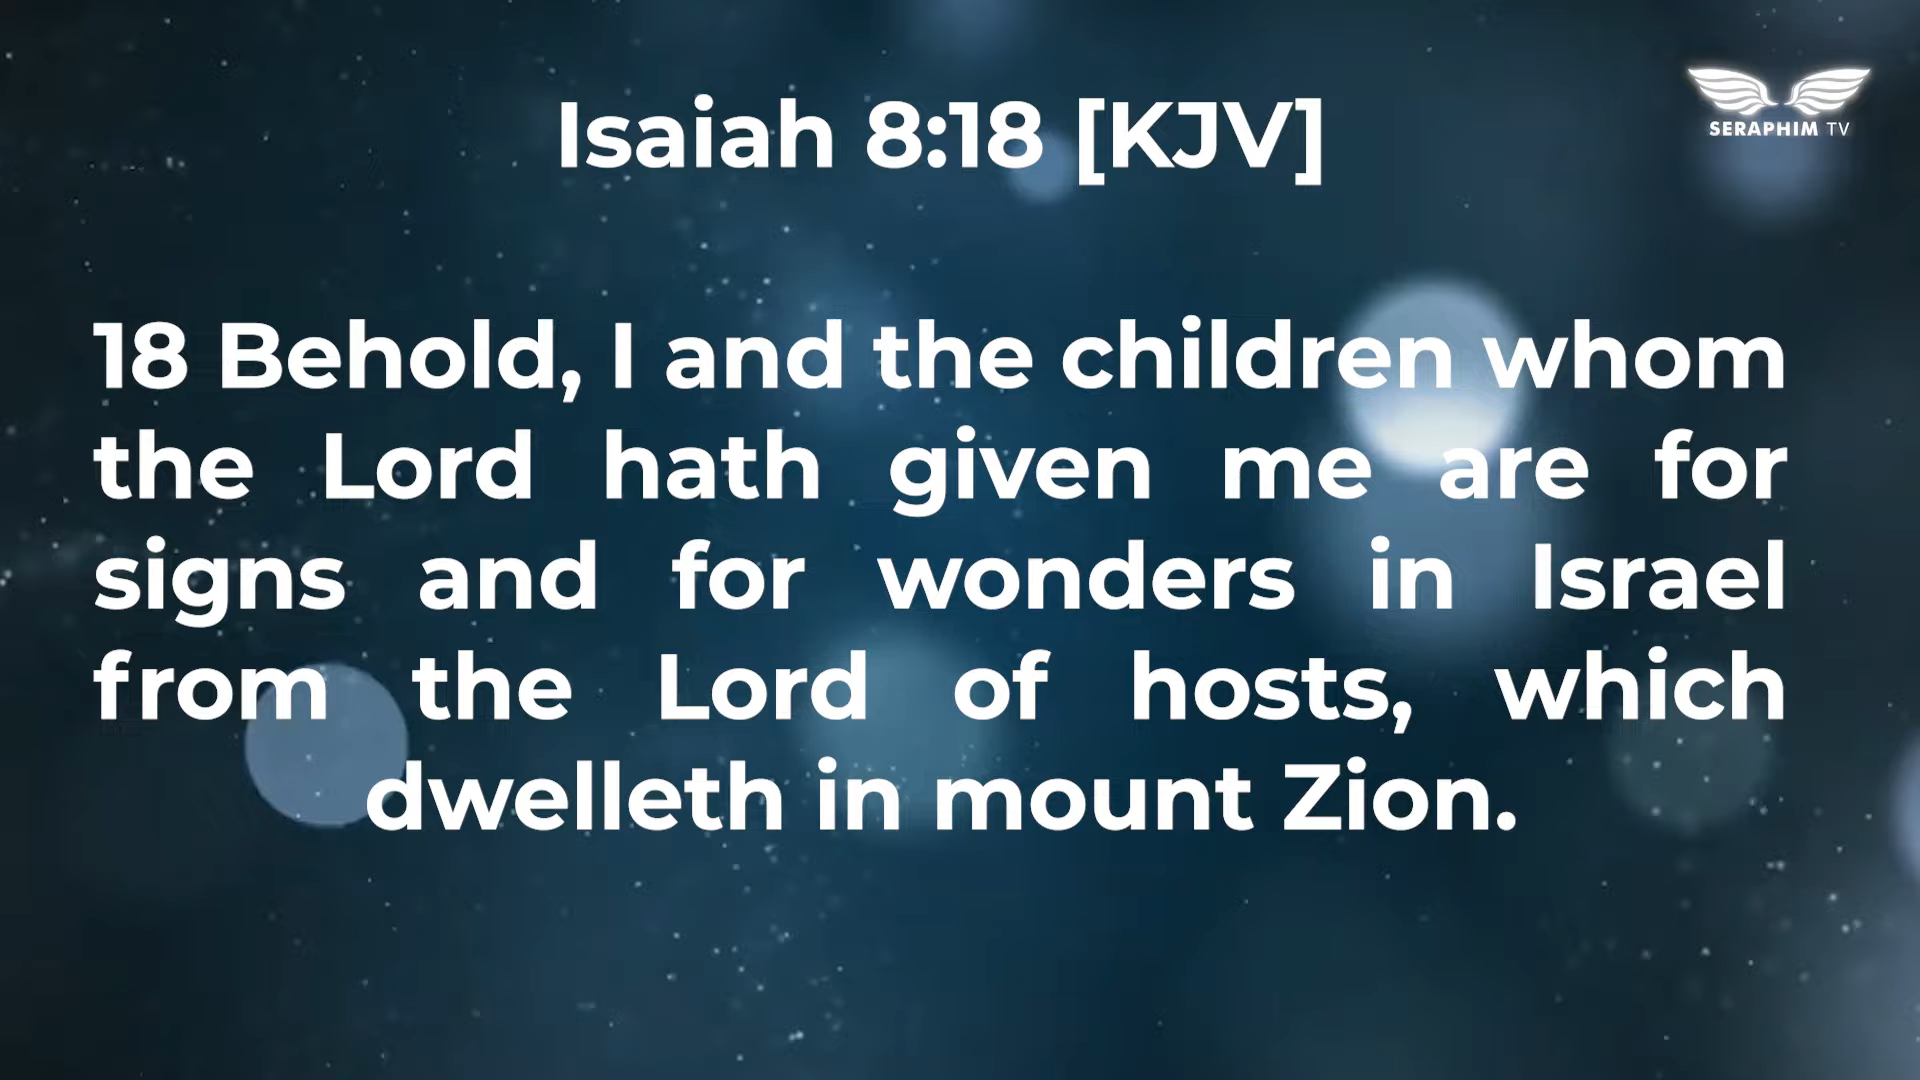 Isaiah 8:18 [KJV]
SERAPHIM TV
18 Behold, I and the children whom
the Lord hath given me are for
signs and for wonders in Israel
from the Lord of hosts, which
dwelleth in mount Zion.